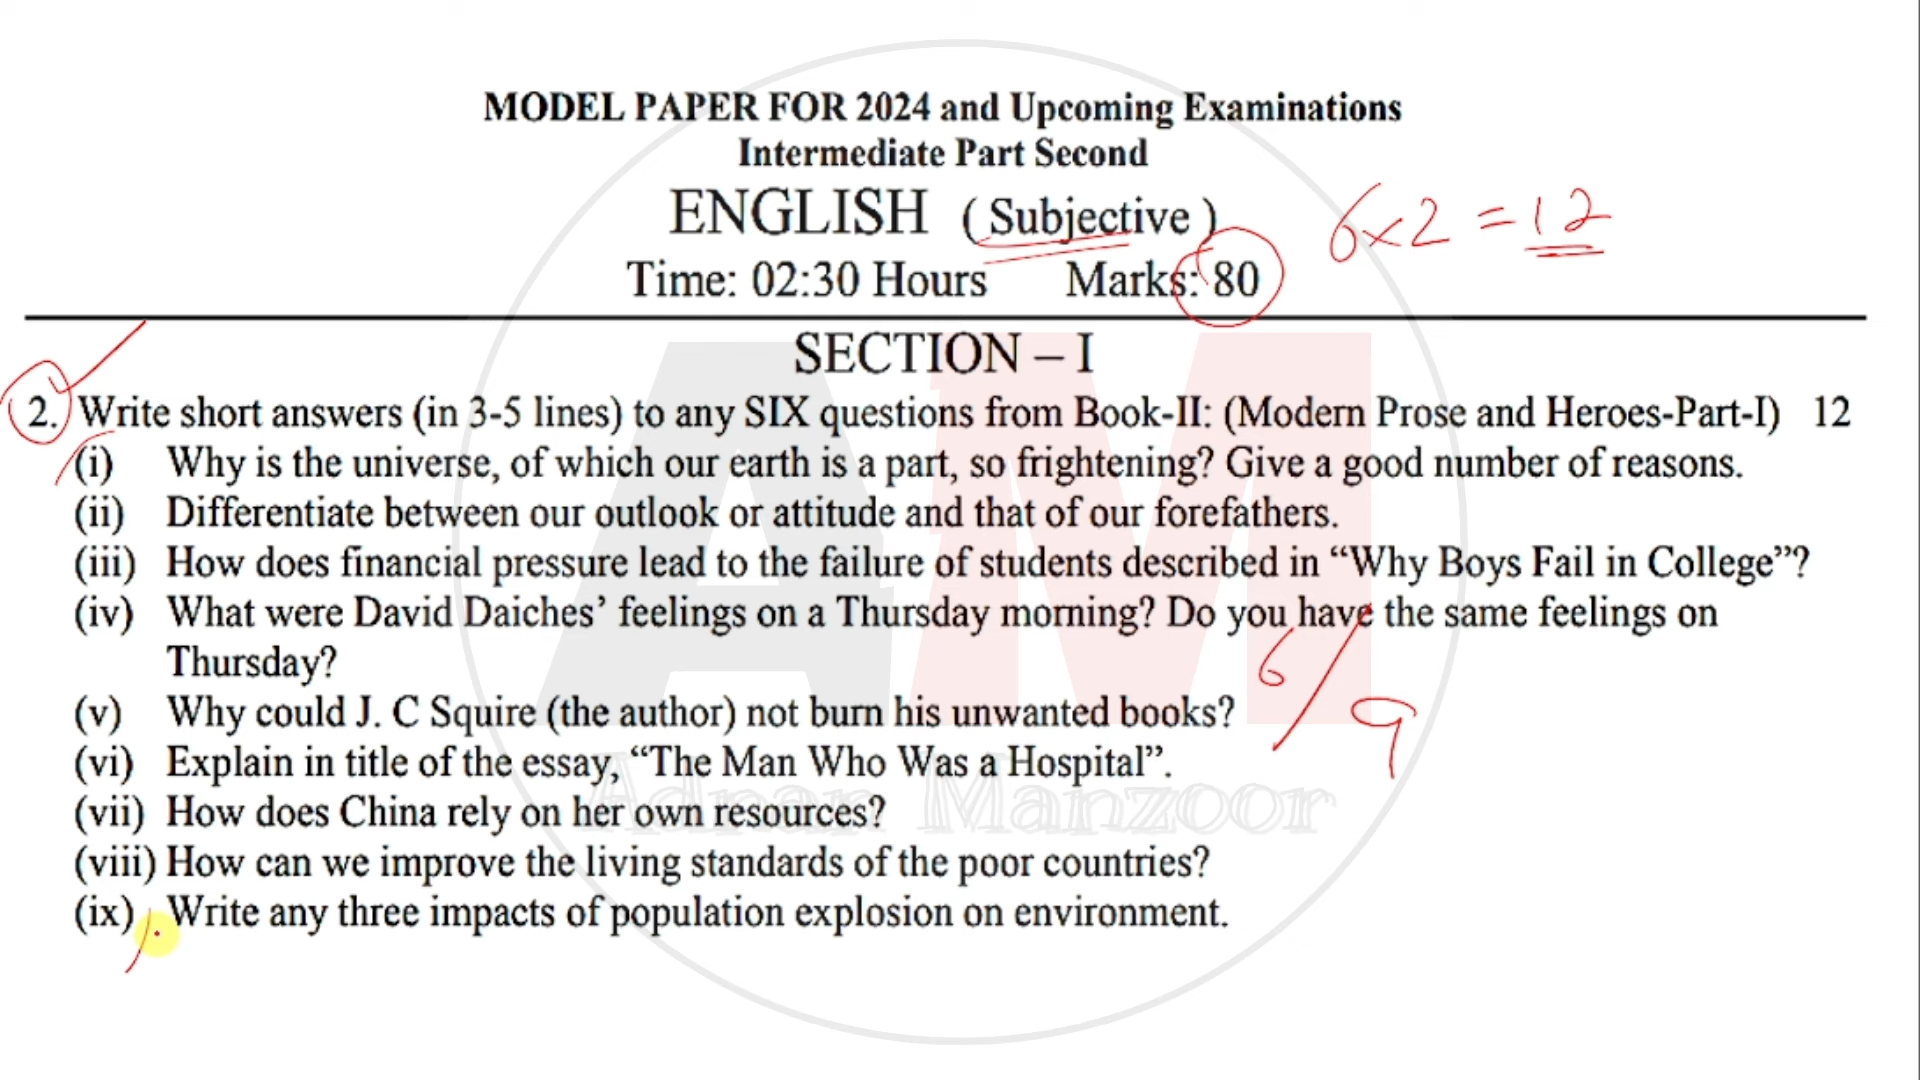 MODEL PAPER FOR 2024 and Upcoming Examinations
Intermediate Part Second
ENGLISH ( Subjective )
6x2 = 12
Time: 02:30 Hours Marks: 80
SECTION – I
2. Write short answers (in 3-5 lines) to any SIX questions from Book-II: (Modern Prose and Heroes-Part-I) 12
(i) Why is the universe, of which our earth is a part, so frightening? Give a good number of reasons.
(ii) Differentiate between our outlook or attitude and that of our forefathers.
(iii) How does financial pressure lead to the failure of students described in “Why Boys Fail in College”?
(iv) What were David Daiches’ feelings on a Thursday morning? Do you have the same feelings on
Thursday?
6/9
(v) Why could J. C Squire (the author) not burn his unwanted books?
(vi) Explain in title of the essay, “The Man Who Was a Hospital”.
(vii) How does China rely on her own resources?
(viii) How can we improve the living standards of the poor countries?
(ix) Write any three impacts of population explosion on environment.
AM
Adnan Manzoor